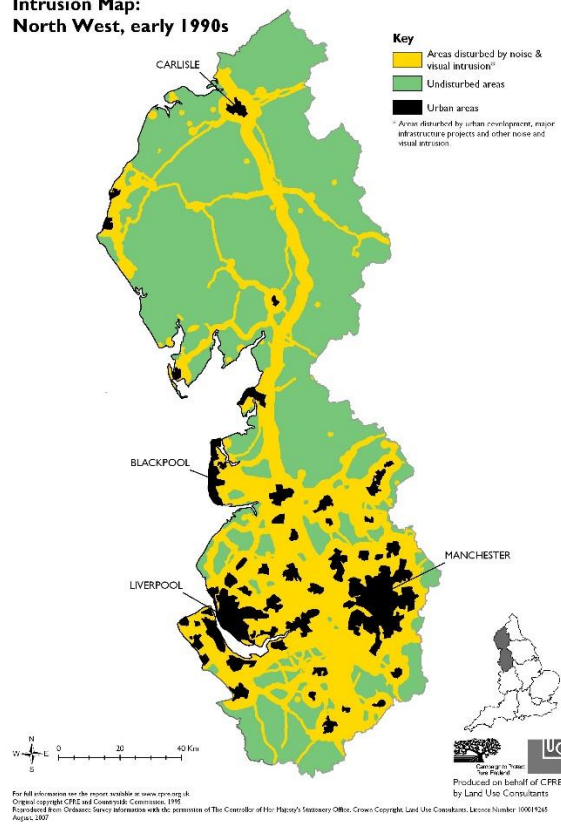 Intrusion Map:
North West, early 1990s
Key
Areas disturbed by noise &
visual intrusion*
Undisturbed areas
Urban areas
* Areas disturbed by urban development, major
infrastructure projects and other noise and
visual intrusion
CARLISLE
BLACKPOOL
MANCHESTER
LIVERPOOL
N
W E
S
0 20 40 Km
Campaign to Protect
Rural England
LUC
Produced on behalf of CPRE
by Land Use Consultants
For full information see the report available at www.cpre.org.uk
Original copyright CPRE and Countryside Commission, 1995
Reproduced from Ordnance Survey information with the permission of The Controller of Her Majesty's Stationery Office, Crown Copyright, Land Use Consultants, Licence Number 100019265
August, 2007